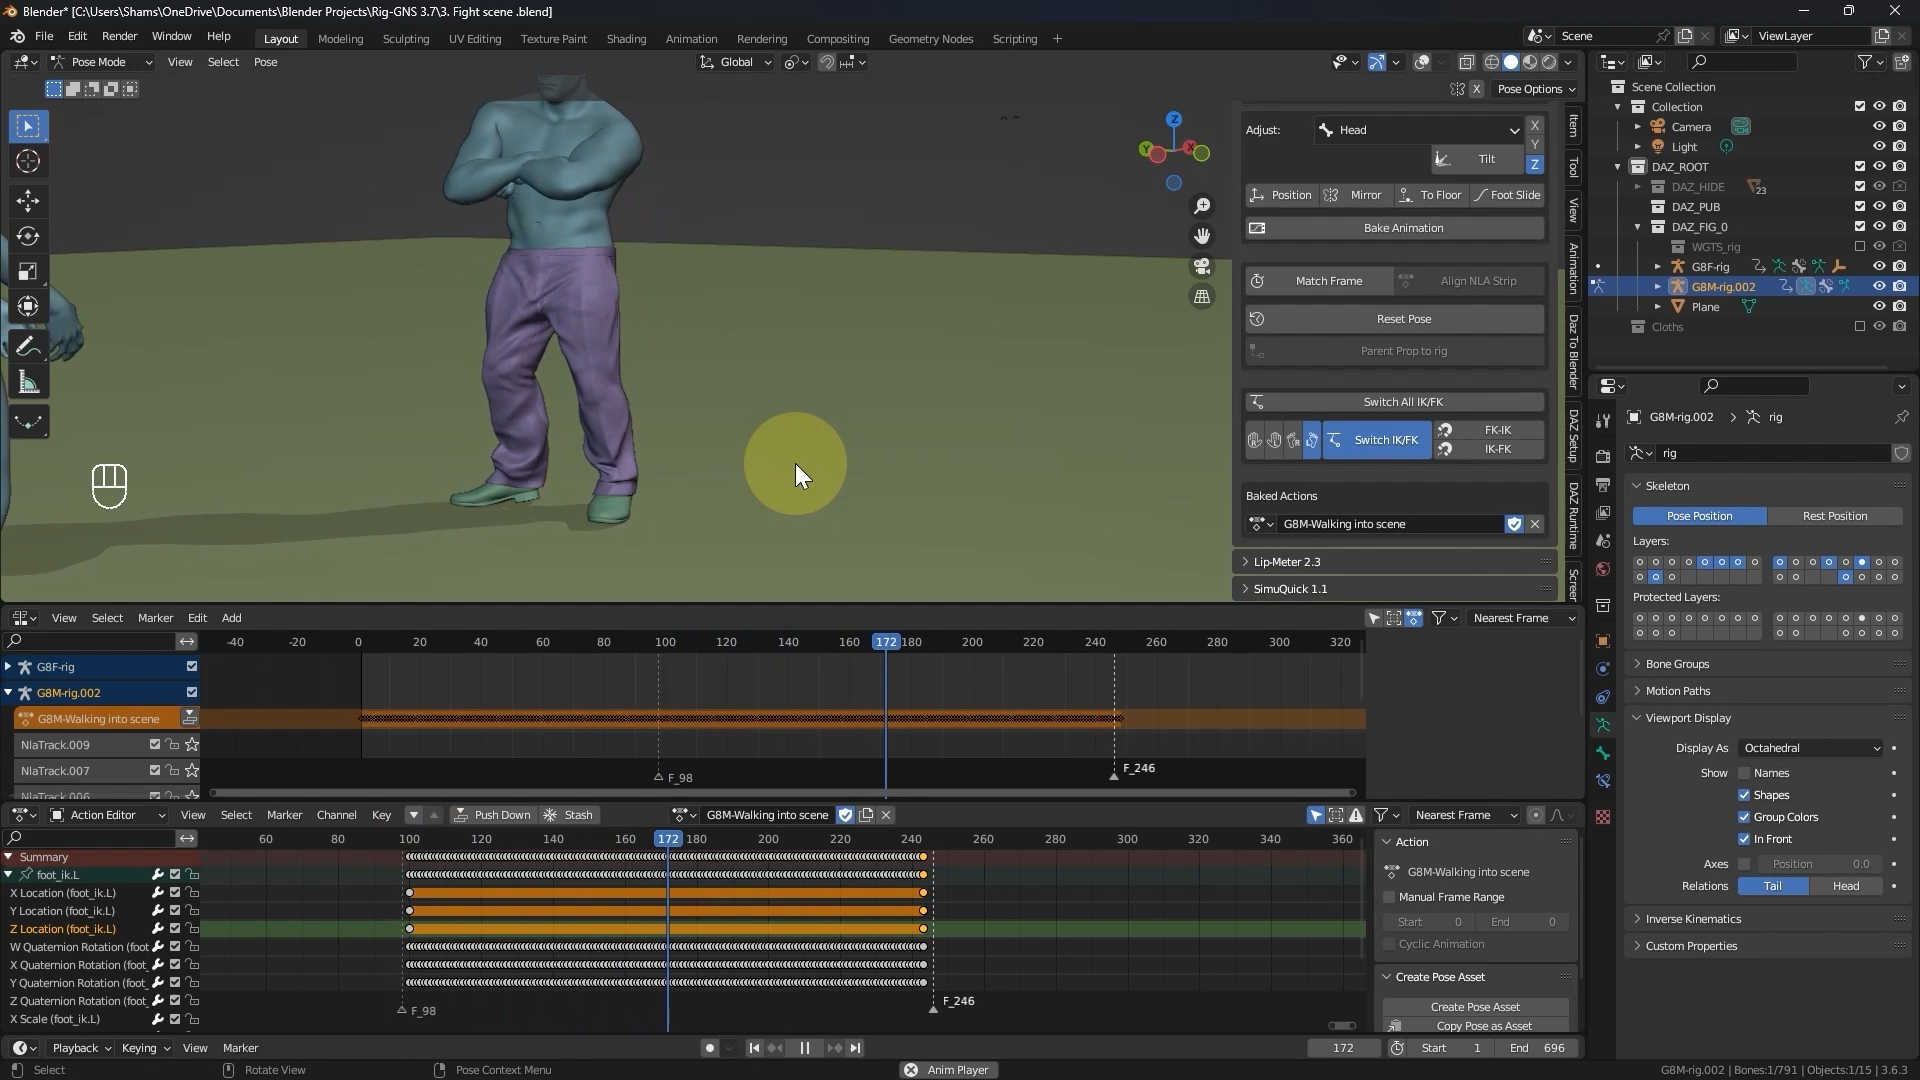 Blender* [C:\Users\Shams\OneDrive\Documents\Blender Projects\Rig-GNS 3.7\3. Fight scene .blend]
File Edit Render Window Help Layout Modeling Sculpting UV Editing Texture Paint Shading Animation Rendering Compositing Geometry Nodes Scripting + Scene ViewLayer
Pose Mode View Select Pose Global
X Pose Options
Scene Collection
Collection
Camera
Light
DAZ_ROOT
DAZ_HIDE 23
DAZ_PUB
DAZ_FIG_0
WGTS_rig
G8F-rig
G8M-rig.002
Plane
Cloths
Z
Y
X
Adjust: Head X
Y
Tilt Z
Position Mirror To Floor Foot Slide
Bake Animation
Match Frame Align NLA Strip
Reset Pose
Parent Prop to rig
Switch All IK/FK
Switch IK/FK FK-IK
IK-FK
Baked Actions
G8M-Walking into scene
Lip-Meter 2.3
SimuQuick 1.1
Item
Tool
View
Animation
Daz To Blender
DAZ Setup
DAZ Runtime
Screen
G8M-rig.002 rig
rig
Skeleton
Pose Position Rest Position
Layers:
Protected Layers:
Bone Groups
Motion Paths
Viewport Display
Display As Octahedral
Show Names
Shapes
Group Colors
In Front
Axes Position 0.0
Relations Tail Head
Inverse Kinematics
Custom Properties
View Select Marker Edit Add Nearest Frame
-40 -20 0 20 40 60 80 100 120 140 160 172 180 200 220 240 260 280 300 320
G8F-rig
G8M-rig.002
G8M-Walking into scene
NlaTrack.009
NlaTrack.007
NlaTrack.006
F_98
F_246
Action Editor View Select Marker Channel Key Push Down Stash G8M-Walking into scene Nearest Frame
60 80 100 120 140 160 172 180 200 220 240 260 280 300 320 340 360
Summary
foot_ik.L
X Location (foot_ik.L)
Y Location (foot_ik.L)
Z Location (foot_ik.L)
W Quaternion Rotation (foot
X Quaternion Rotation (foot_
Y Quaternion Rotation (foot_
Z Quaternion Rotation (foot_
X Scale (foot_ik.L)
F_98
F_246
Action
G8M-Walking into scene
Manual Frame Range
Start 0 End 0
Cyclic Animation
Create Pose Asset
Create Pose Asset
Copy Pose as Asset
Playback Keying View Marker 172 Start 1 End 696
Select Rotate View Pose Context Menu Anim Player G8M-rig.002 | Bones:1/791 | Objects:1/15 | 3.6.3